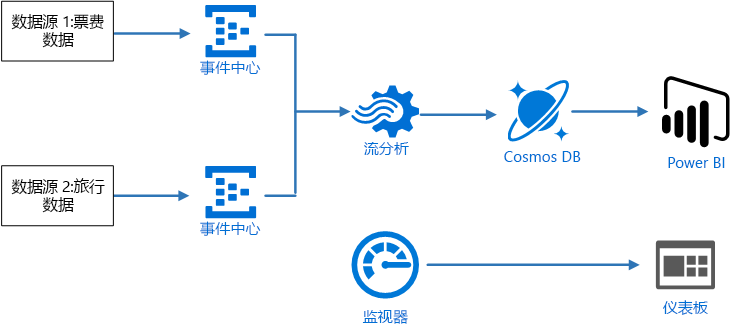 数据源 1:票费
数据
事件中心
流分析
Cosmos DB
Power BI
数据源 2:旅行
数据
事件中心
监视器
仪表板